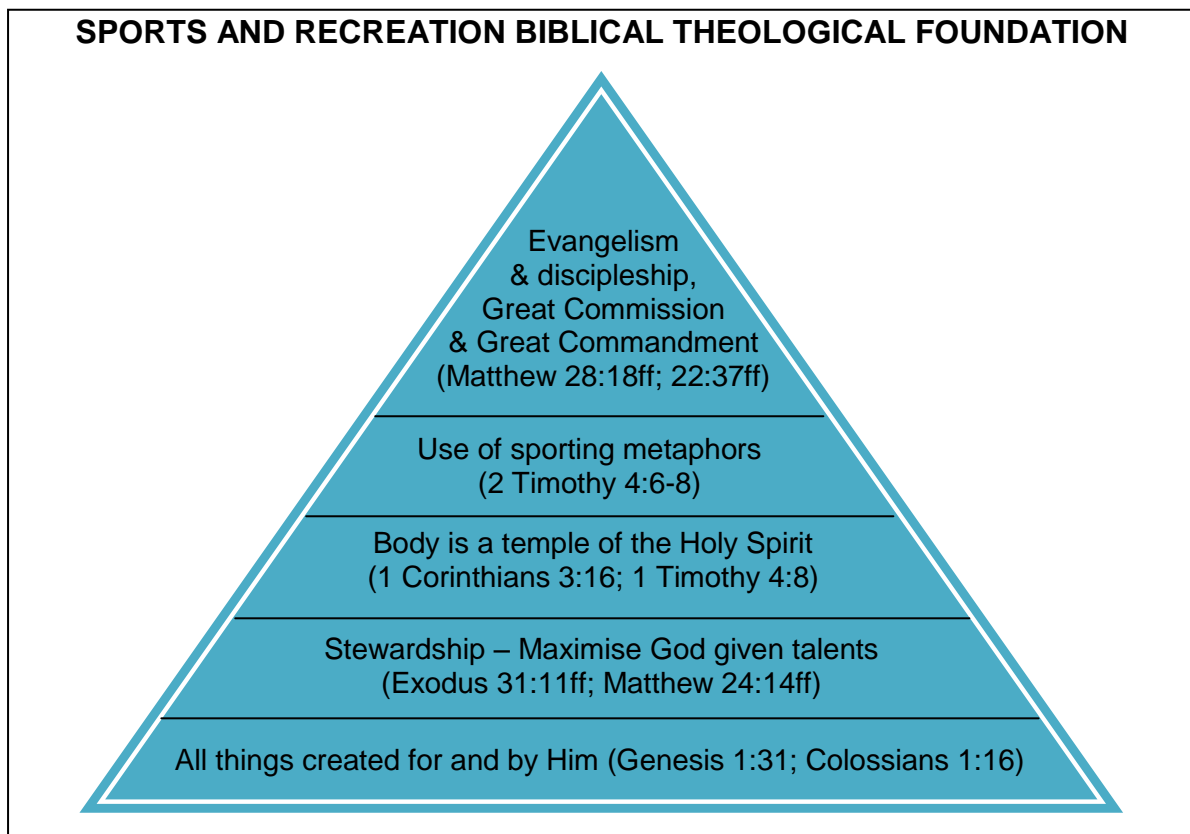 SPORTS AND RECREATION BIBLICAL THEOLOGICAL FOUNDATION
Evangelism
& discipleship,
Great Commission
& Great Commandment
(Matthew 28:18ff; 22:37ff)
Use of sporting metaphors
(2 Timothy 4:6-8)
Body is a temple of the Holy Spirit
(1 Corinthians 3:16; 1 Timothy 4:8)
Stewardship – Maximise God given talents
(Exodus 31:11ff; Matthew 24:14ff)
All things created for and by Him (Genesis 1:31; Colossians 1:16)